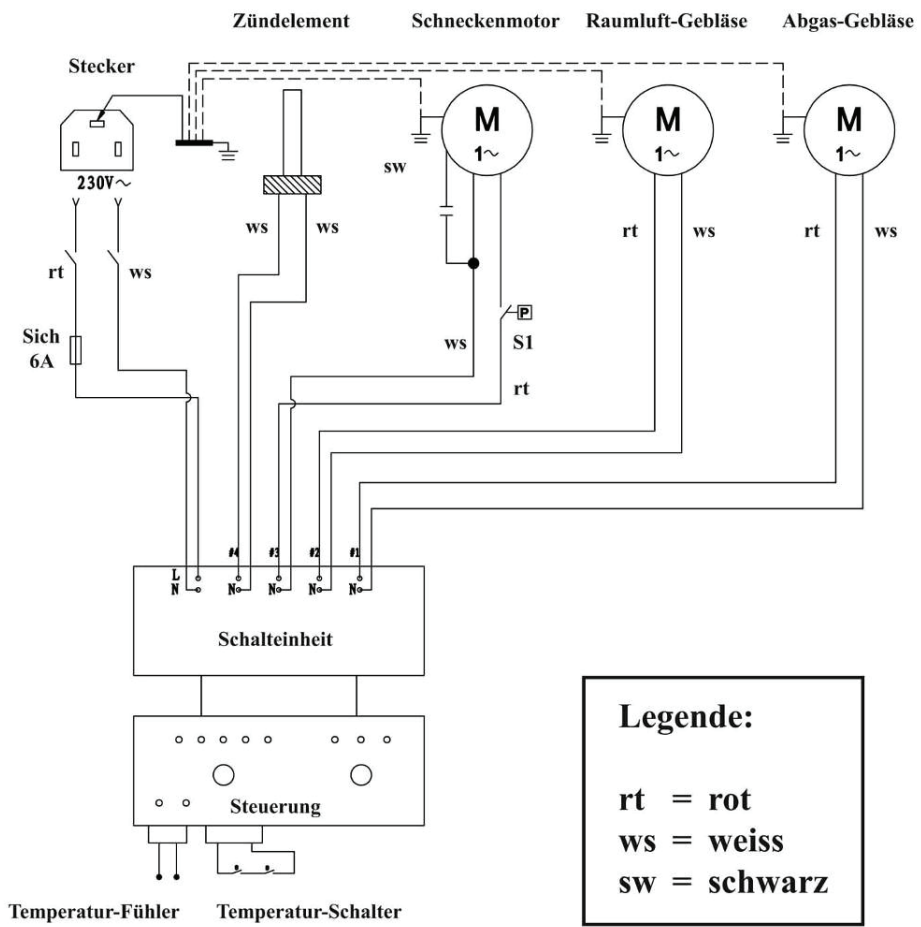 Zündelement
Schneckenmotor
Raumluft-Gebläse
Abgas-Gebläse
Stecker
230V~
M
1~
M
1~
M
1~
sw
ws
ws
rt
ws
rt
ws
rt
ws
Sich
6A
ws
P
S1
rt
#4
#3
#2
#1
L
N
N
N
N
N
Schalteinheit
Steuerung
Temperatur-Fühler
Temperatur-Schalter
Legende:
rt = rot
ws = weiss
sw = schwarz